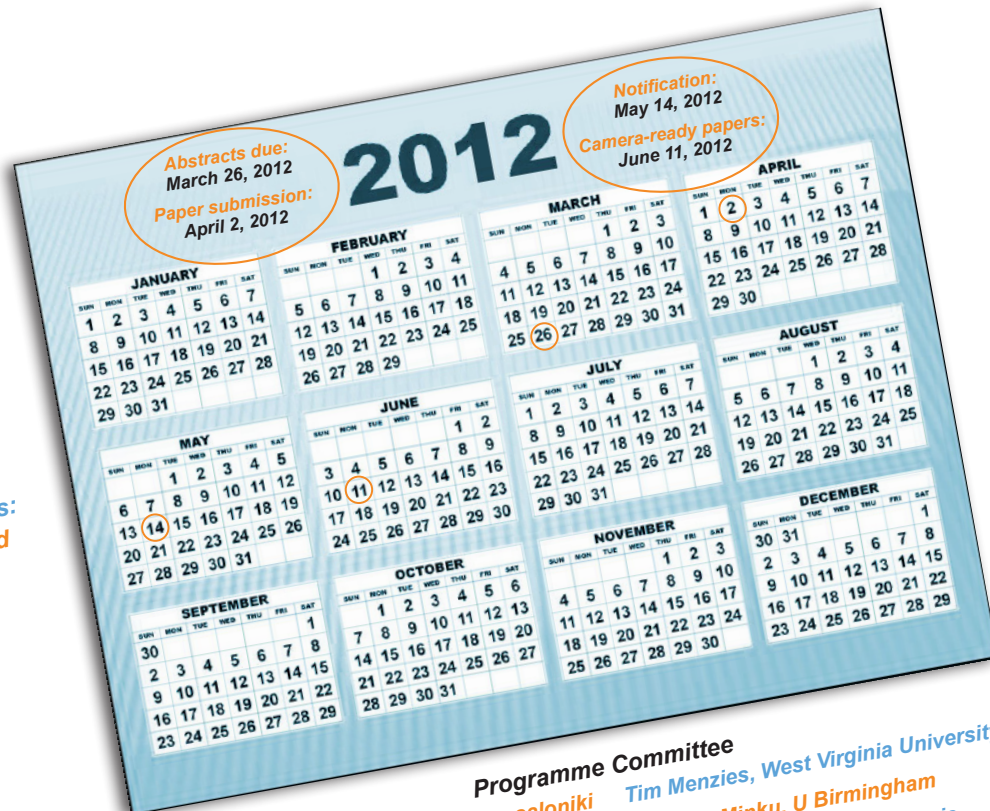 Abstracts due:
March 26, 2012
Paper submission:
April 2, 2012
2012
Notification:
May 14, 2012
Camera-ready papers:
June 11, 2012
JANUARY
SUN MON TUE WED THU FRI SAT
1 2 3 4 5 6 7
8 9 10 11 12 13 14
15 16 17 18 19 20 21
22 23 24 25 26 27 28
29 30 31
FEBRUARY
SUN MON TUE WED THU FRI SAT
1 2 3 4
5 6 7 8 9 10 11
12 13 14 15 16 17 18
19 20 21 22 23 24 25
26 27 28 29
MARCH
SUN MON TUE WED THU FRI SAT
1 2 3
4 5 6 7 8 9 10
11 12 13 14 15 16 17
18 19 20 21 22 23 24
25 26 27 28 29 30 31
APRIL
SUN MON TUE WED THU FRI SAT
1 2 3 4 5 6 7
8 9 10 11 12 13 14
15 16 17 18 19 20 21
22 23 24 25 26 27 28
29 30
MAY
SUN MON TUE WED THU FRI SAT
1 2 3 4 5
6 7 8 9 10 11 12
13 14 15 16 17 18 19
20 21 22 23 24 25 26
27 28 29 30 31
JUNE
SUN MON TUE WED THU FRI SAT
1 2
3 4 5 6 7 8 9
10 11 12 13 14 15 16
17 18 19 20 21 22 23
24 25 26 27 28 29 30
JULY
SUN MON TUE WED THU FRI SAT
1 2 3 4 5 6 7
8 9 10 11 12 13 14
15 16 17 18 19 20 21
22 23 24 25 26 27 28
29 30 31
AUGUST
SUN MON TUE WED THU FRI SAT
1 2 3 4
5 6 7 8 9 10 11
12 13 14 15 16 17 18
19 20 21 22 23 24 25
26 27 28 29 30 31
SEPTEMBER
SUN MON TUE WED THU FRI SAT
30 1
2 3 4 5 6 7 8
9 10 11 12 13 14 15
16 17 18 19 20 21 22
23 24 25 26 27 28 29
OCTOBER
SUN MON TUE WED THU FRI SAT
1 2 3 4 5 6
7 8 9 10 11 12 13
14 15 16 17 18 19 20
21 22 23 24 25 26 27
28 29 30 31
NOVEMBER
SUN MON TUE WED THU FRI SAT
1 2 3
4 5 6 7 8 9 10
11 12 13 14 15 16 17
18 19 20 21 22 23 24
25 26 27 28 29 30
DECEMBER
SUN MON TUE WED THU FRI SAT
30 31 1
2 3 4 5 6 7 8
9 10 11 12 13 14 15
16 17 18 19 20 21 22
23 24 25 26 27 28 29
s:
d
Programme Committee
saloniki Tim Menzies, West Virginia Universit
Minku, U Birmingham